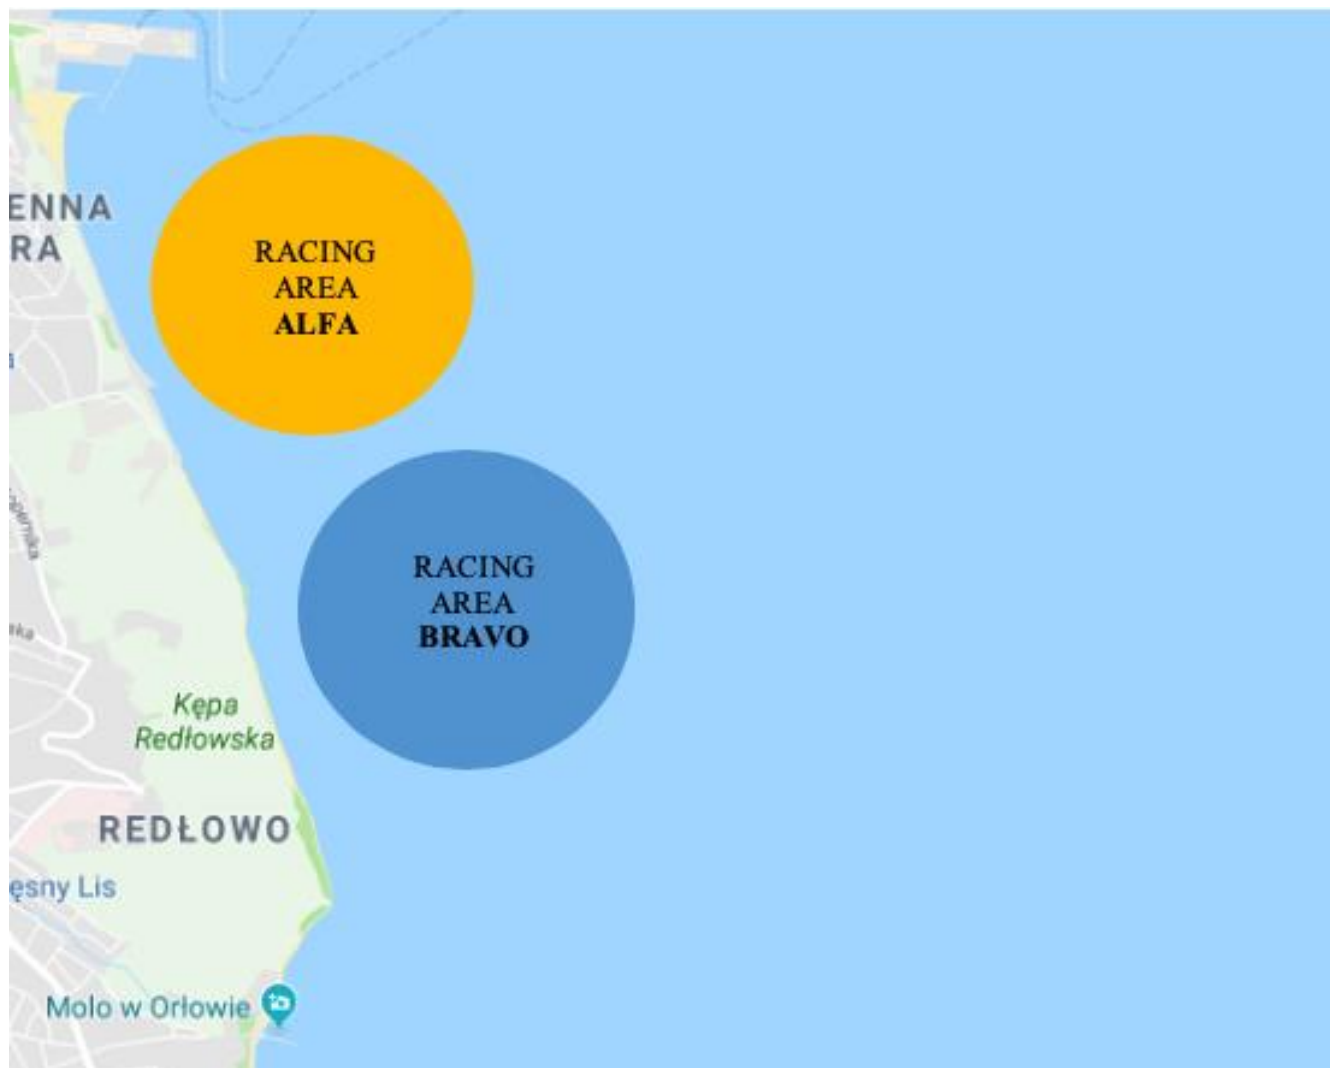 ENNA
RA
RACING
AREA
ALFA
RACING
AREA
BRAVO
Kępa
Redłowska
REDŁOWO
ęsny Lis
Molo w Orłowie